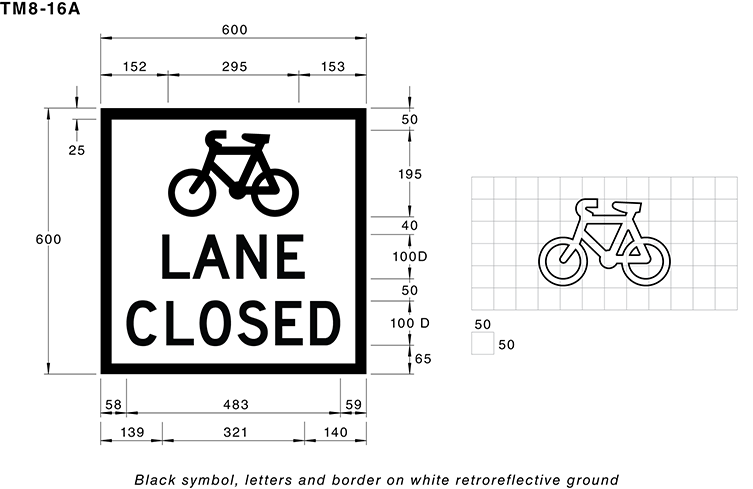 TM8-16A
600
152 295 153
50
25
195
600
40
LANE
100D
50
CLOSED
100 D
65
50
50
58 483 59
139 321 140
Black symbol, letters and border on white retroreflective ground